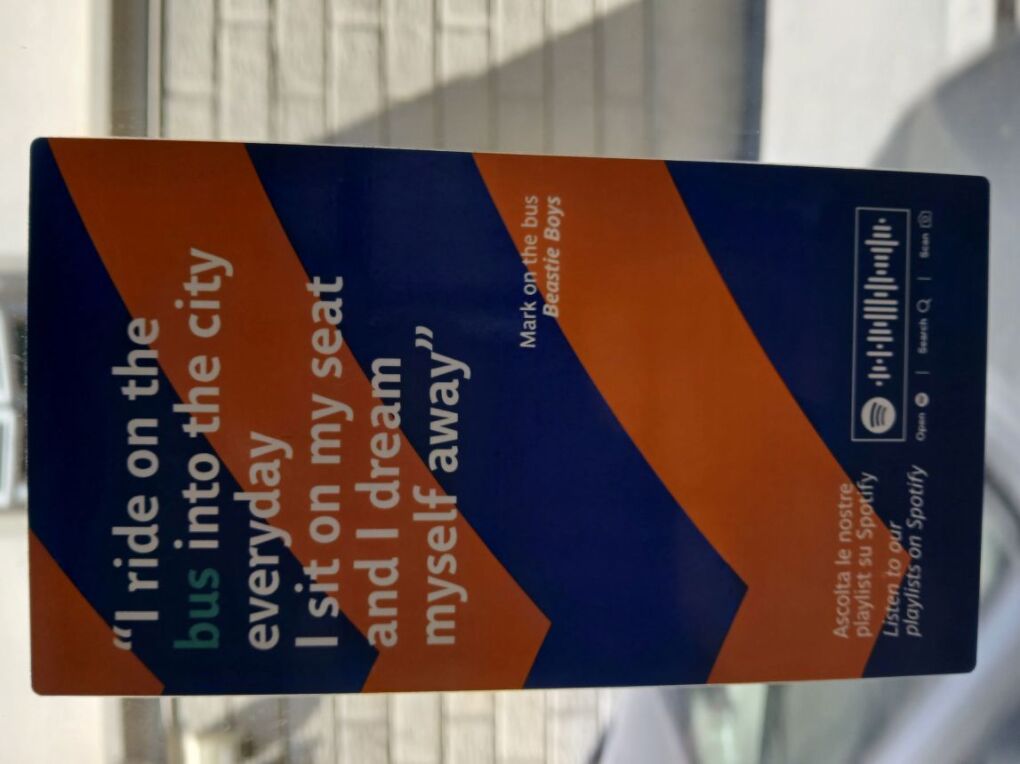 “I ride on the
bus into the city
everyday
I sit on my seat
and I dream
myself away”
Mark on the bus
Beastie Boys
Ascolta le nostre
playlist su Spotify
Listen to our
playlists on Spotify
Open | Search | Scan